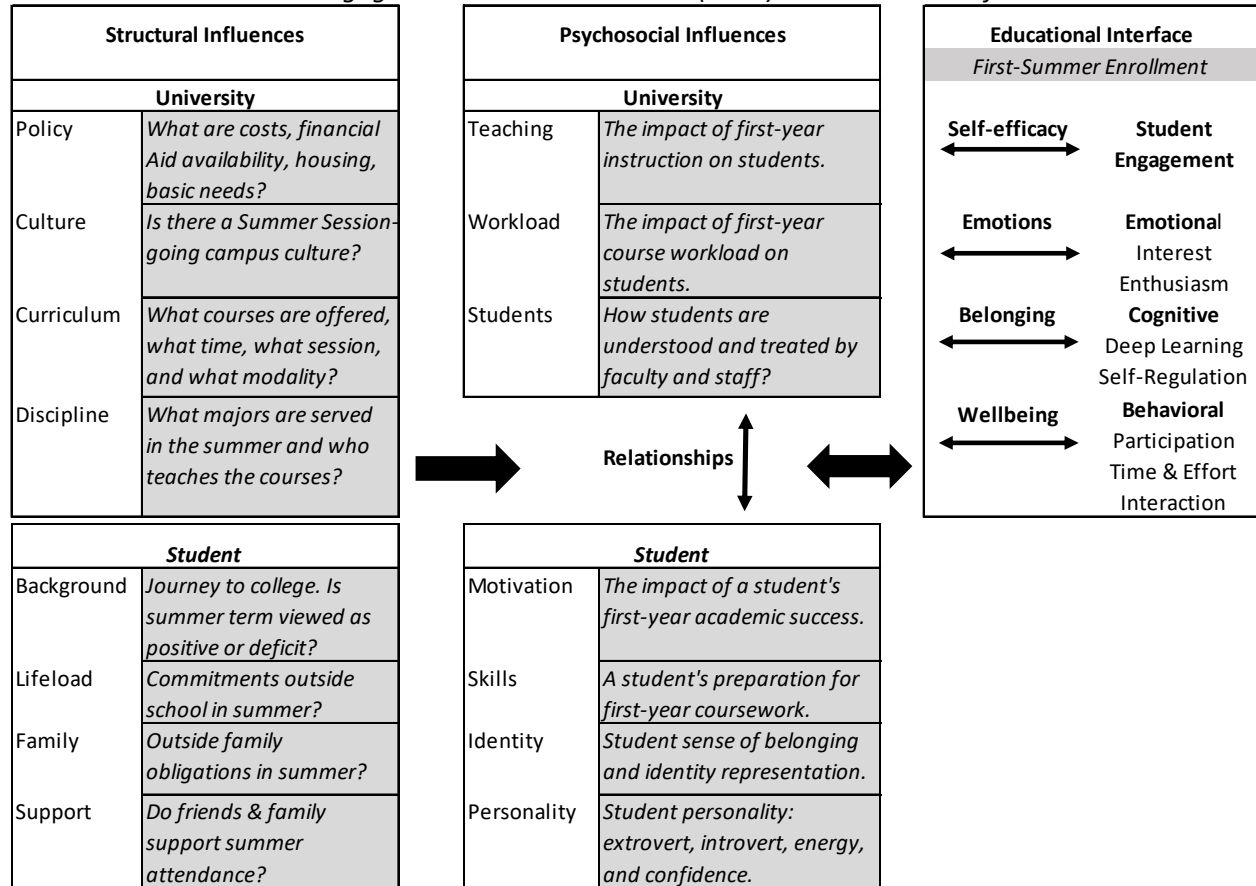 Structural Influences
University
Policy
What are costs, financial
Aid availability, housing,
basic needs?
Culture
Is there a Summer Session-
going campus culture?
Curriculum
What courses are offered,
what time, what session,
and what modality?
Discipline
What majors are served
in the summer and who
teaches the courses?
Student
Background
Journey to college. Is
summer term viewed as
positive or deficit?
Lifeload
Commitments outside
school in summer?
Family
Outside family
obligations in summer?
Support
Do friends & family
support summer
attendance?
Psychosocial Influences
University
Teaching
The impact of first-year
instruction on students.
Workload
The impact of first-year
course workload on
students.
Students
How students are
understood and treated by
faculty and staff?
Relationships
Student
Motivation
The impact of a student's
first-year academic success.
Skills
A student's preparation for
first-year coursework.
Identity
Student sense of belonging
and identity representation.
Personality
Student personality:
extrovert, introvert, energy,
and confidence.
Educational Interface
First-Summer Enrollment
Self-efficacy
Student
Engagement
Emotions
Emotional
Interest
Enthusiasm
Belonging
Cognitive
Deep Learning
Self-Regulation
Wellbeing
Behavioral
Participation
Time & Effort
Interaction